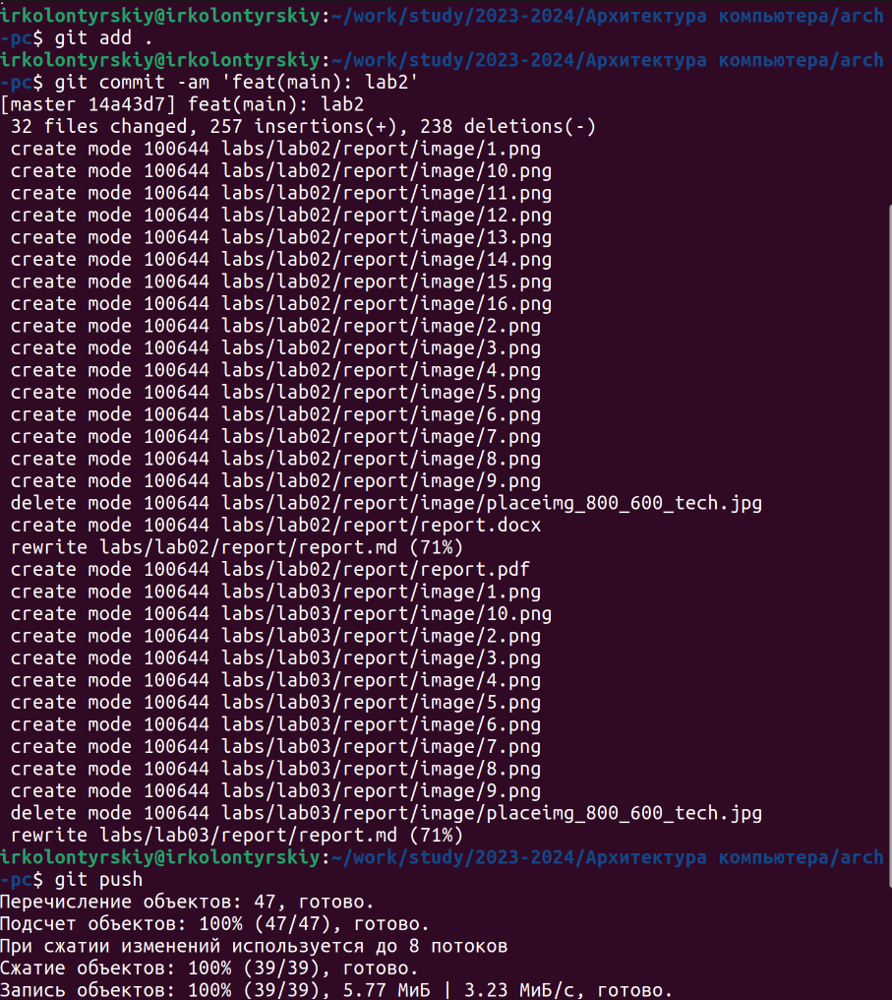 irkolontyrskiy@irkolontyrskiy:~/work/study/2023-2024/Архитектура компьютера/arch
-pc$ git add .
irkolontyrskiy@irkolontyrskiy:~/work/study/2023-2024/Архитектура компьютера/arch
-pc$ git commit -am 'feat(main): lab2'
[master 14a43d7] feat(main): lab2
 32 files changed, 257 insertions(+), 238 deletions(-)
 create mode 100644 labs/lab02/report/image/1.png
 create mode 100644 labs/lab02/report/image/10.png
 create mode 100644 labs/lab02/report/image/11.png
 create mode 100644 labs/lab02/report/image/12.png
 create mode 100644 labs/lab02/report/image/13.png
 create mode 100644 labs/lab02/report/image/14.png
 create mode 100644 labs/lab02/report/image/15.png
 create mode 100644 labs/lab02/report/image/16.png
 create mode 100644 labs/lab02/report/image/2.png
 create mode 100644 labs/lab02/report/image/3.png
 create mode 100644 labs/lab02/report/image/4.png
 create mode 100644 labs/lab02/report/image/5.png
 create mode 100644 labs/lab02/report/image/6.png
 create mode 100644 labs/lab02/report/image/7.png
 create mode 100644 labs/lab02/report/image/8.png
 create mode 100644 labs/lab02/report/image/9.png
 delete mode 100644 labs/lab02/report/image/placeimg_800_600_tech.jpg
 create mode 100644 labs/lab02/report/report.docx
 rewrite labs/lab02/report/report.md (71%)
 create mode 100644 labs/lab02/report/report.pdf
 create mode 100644 labs/lab03/report/image/1.png
 create mode 100644 labs/lab03/report/image/10.png
 create mode 100644 labs/lab03/report/image/2.png
 create mode 100644 labs/lab03/report/image/3.png
 create mode 100644 labs/lab03/report/image/4.png
 create mode 100644 labs/lab03/report/image/5.png
 create mode 100644 labs/lab03/report/image/6.png
 create mode 100644 labs/lab03/report/image/7.png
 create mode 100644 labs/lab03/report/image/8.png
 create mode 100644 labs/lab03/report/image/9.png
 delete mode 100644 labs/lab03/report/image/placeimg_800_600_tech.jpg
 rewrite labs/lab03/report/report.md (71%)
irkolontyrskiy@irkolontyrskiy:~/work/study/2023-2024/Архитектура компьютера/arch
-pc$ git push
Перечисление объектов: 47, готово.
Подсчет объектов: 100% (47/47), готово.
При сжатии изменений используется до 8 потоков
Сжатие объектов: 100% (39/39), готово.
Запись объектов: 100% (39/39), 5.77 МиБ | 3.23 МиБ/с, готово.